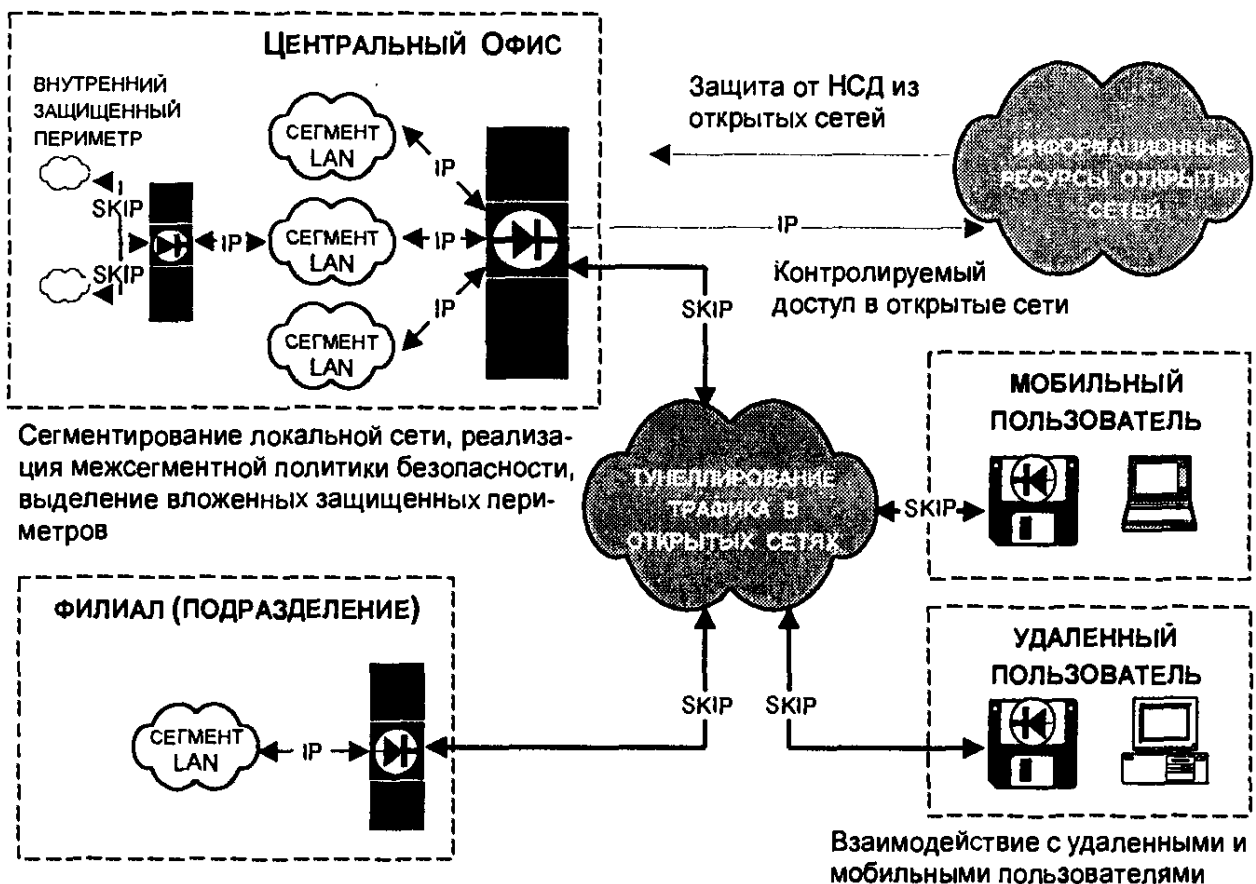 ЦЕНТРАЛЬНЫЙ ОФИС
ВНУТРЕННИЙ
ЗАЩИЩЕННЫЙ
ПЕРИМЕТР
СЕГМЕНТ
LAN
IP
SKIP
IP
СЕГМЕНТ
LAN
IP
SKIP
IP
СЕГМЕНТ
LAN
Защита от НСД из
открытых сетей
ИНФОРМАЦИОННЫЕ
РЕСУРСЫ ОТКРЫТЫХ
СЕТЕЙ
IP
Контролируемый
доступ в открытые сети
SKIP
Сегментирование локальной сети, реализа-
ция межсегментной политики безопасности,
выделение вложенных защищенных пери-
метров
ТУНЕЛЛИРОВАНИЕ
ТРАФИКА В
ОТКРЫТЫХ СЕТЯХ
SKIP
МОБИЛЬНЫЙ
ПОЛЬЗОВАТЕЛЬ
ФИЛИАЛ (ПОДРАЗДЕЛЕНИЕ)
СЕГМЕНТ
LAN
IP
SKIP
SKIP
УДАЛЕННЫЙ
ПОЛЬЗОВАТЕЛЬ
Взаимодействие с удаленными и
мобильными пользователями